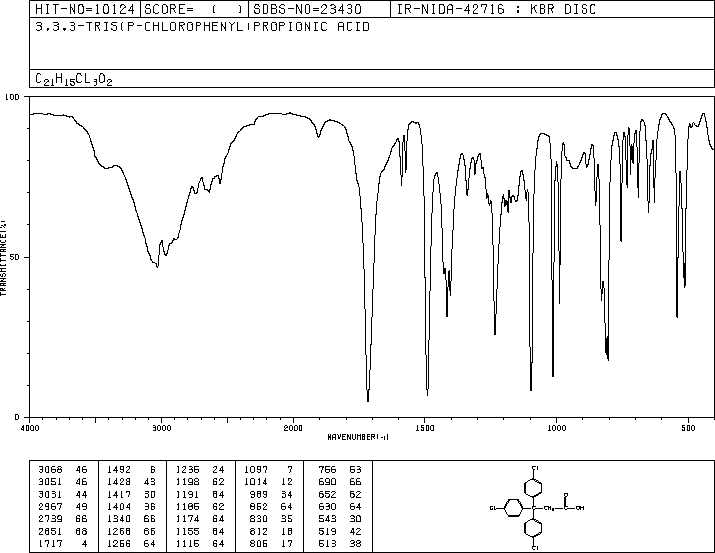 HIT-NO=10124 SCORE= ( ) SDBS-NO=23430 IR-NIDA-42716 : KBR DISC
3,3,3-TRIS(P-CHLOROPHENYL)PROPIONIC ACID
C21H15CL3O2
100
50
0
TRANSMITTANCE(%)
4000 3000 2000 1500 1000 500
WAVENUMBER(-1)
3068 46 1492 6 1236 24 1097 7 756 53
3051 46 1428 43 1198 62 1014 12 690 66
3031 44 1417 30 1191 64 989 34 652 62
2967 49 1404 36 1186 62 852 64 630 64
2739 66 1340 66 1174 64 830 35 543 30
2651 68 1268 66 1155 64 812 18 519 42
1717 4 1256 64 1116 64 806 17 513 38
Cl
Cl C CH2 C OH
O
Cl